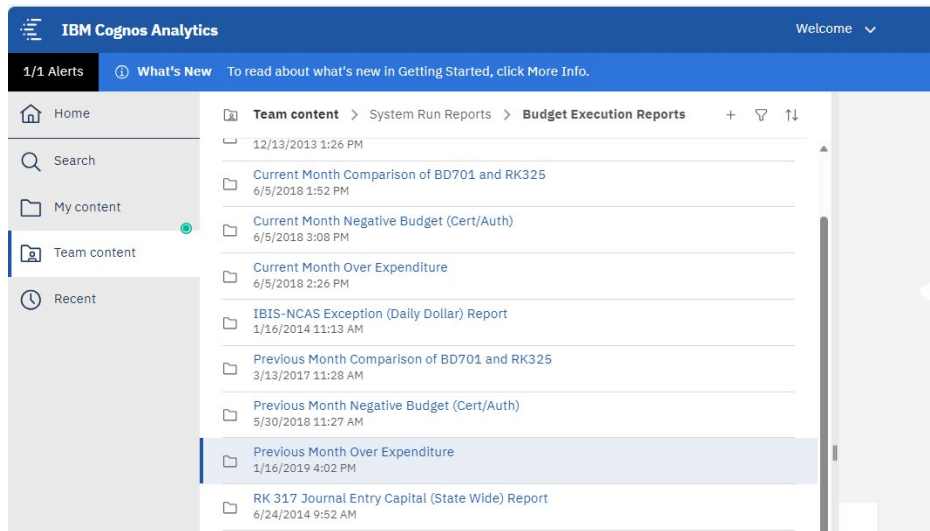 IBM Cognos Analytics
Welcome
1/1 Alerts
What's New To read about what's new in Getting Started, click More Info.
Home
Search
My content
Team content
Recent
Team content > System Run Reports > Budget Execution Reports
12/13/2013 1:26 PM
Current Month Comparison of BD701 and RK325
6/5/2018 1:52 PM
Current Month Negative Budget (Cert/Auth)
6/5/2018 3:08 PM
Current Month Over Expenditure
6/5/2018 2:26 PM
IBIS-NCAS Exception (Daily Dollar) Report
1/16/2014 11:13 AM
Previous Month Comparison of BD701 and RK325
3/13/2017 11:28 AM
Previous Month Negative Budget (Cert/Auth)
5/30/2018 11:27 AM
Previous Month Over Expenditure
1/16/2019 4:02 PM
RK 317 Journal Entry Capital (State Wide) Report
6/24/2014 9:52 AM